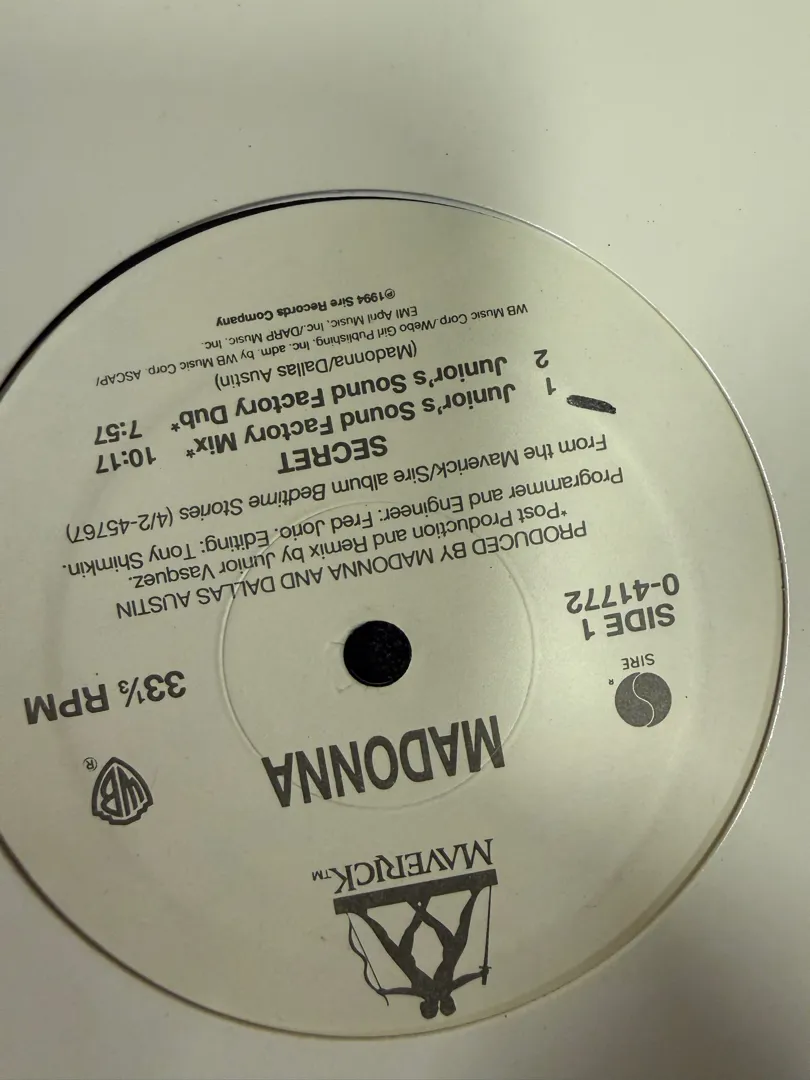 MAVERICK™
MADONNA
WB ®
SIRE ®
SIDE 1
0-41772
33⅓ RPM
PRODUCED BY MADONNA AND DALLAS AUSTIN
*Post Production and Remix by Junior Vasquez.
Programmer and Engineer: Fred Jorio. Editing: Tony Shimkin.
From the Maverick/Sire album Bedtime Stories (4/2-45767)
SECRET
1 Junior's Sound Factory Mix* 10:17
2 Junior's Sound Factory Dub* 7:57
(Madonna/Dallas Austin)
WB Music Corp./Webo Girl Publishing, Inc. adm. by WB Music Corp. ASCAP/
EMI April Music, Inc./DARP Music, Inc.
℗1994 Sire Records Company